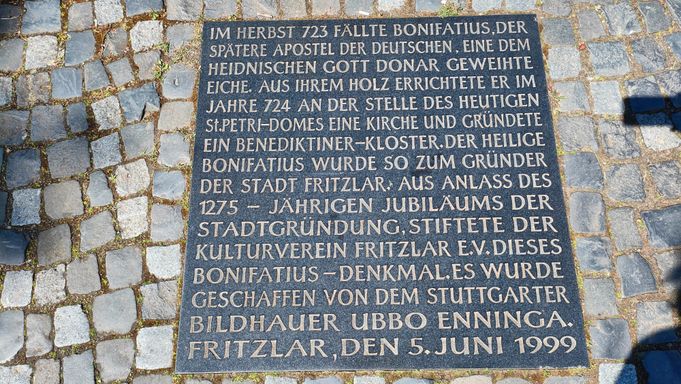 IM HERBST 723 FÄLLTE BONIFATIUS, DER
SPÄTERE APOSTEL DER DEUTSCHEN, EINE DEM
HEIDNISCHEN GOTT DONAR GEWEIHTE
EICHE. AUS IHREM HOLZ ERRICHTETE ER IM
JAHRE 724 AN DER STELLE DES HEUTIGEN
St.PETRI-DOMES EINE KIRCHE UND GRÜNDETE
EIN BENEDIKTINER-KLOSTER. DER HEILIGE
BONIFATIUS WURDE SO ZUM GRÜNDER
DER STADT FRITZLAR. AUS ANLASS DES
1275 - JÄHRIGEN JUBILÄUMS DER
STADTGRÜNDUNG, STIFTETE DER
KULTURVEREIN FRITZLAR E.V. DIESES
BONIFATIUS-DENKMAL. ES WURDE
GESCHAFFEN VON DEM STUTTGARTER
BILDHAUER UBBO ENNINGA.
FRITZLAR, DEN 5. JUNI 1999